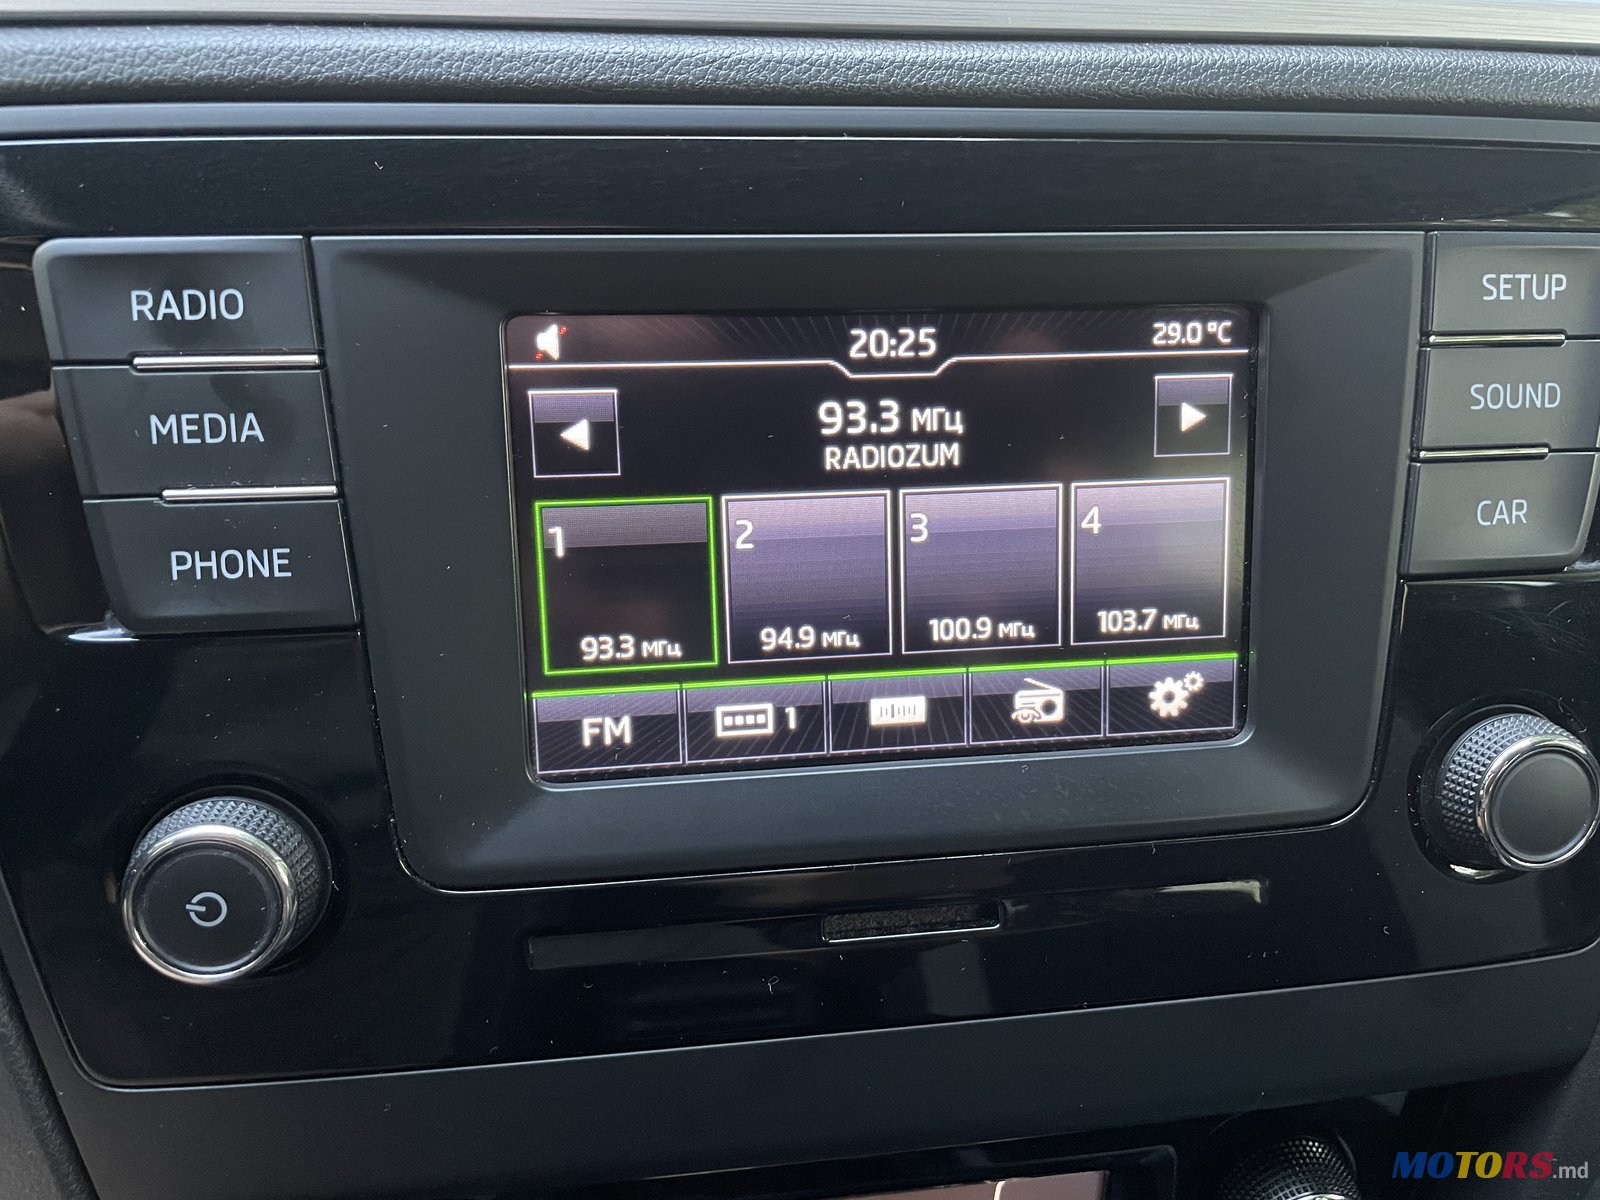 RADIO
MEDIA
PHONE
20:25
29.0 °C
93.3 МГц
RADIOZUM
1
93.3 МГц
2
94.9 МГц
3
100.9 МГц
4
103.7 МГц
FM
1
SETUP
SOUND
CAR
MOTORS.md